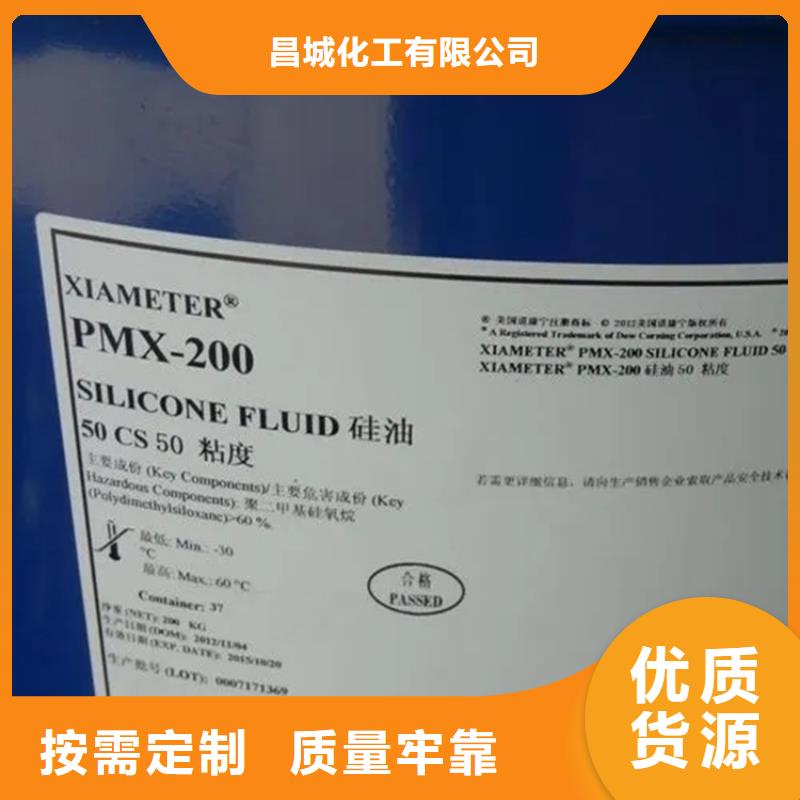 昌城化工有限公司
XIAMETER®
PMX-200
SILICONE FLUID 硅油
50 CS 50 粘度
主要成份 (Key Components)/主要危害成份 (Key
Hazardous Components): 聚二甲基硅氧烷
(Polydimethylsiloxane)>60 %.
最低: Min.: -30
℃
最高: Max.: 60 ℃
Container: 37
净重 (NET): 200 KG
生产日期 (DOM): 2012/11/04
有效日期 (EXP. DATE): 2015/10/20
生产批号 (LOT): 0007171369
合格
PASSED
® 美国道康宁注册商标 © 2012美国道康宁版权所有
® A Registered Trademark of Dow Corning Corporation, U.S.A.
XIAMETER® PMX-200 SILICONE FLUID 50
XIAMETER® PMX-200 硅油 50 粘度
若需更详细信息, 请向生产销售企业索取产品安全技术
优质
货源
按需定制 质量牢靠